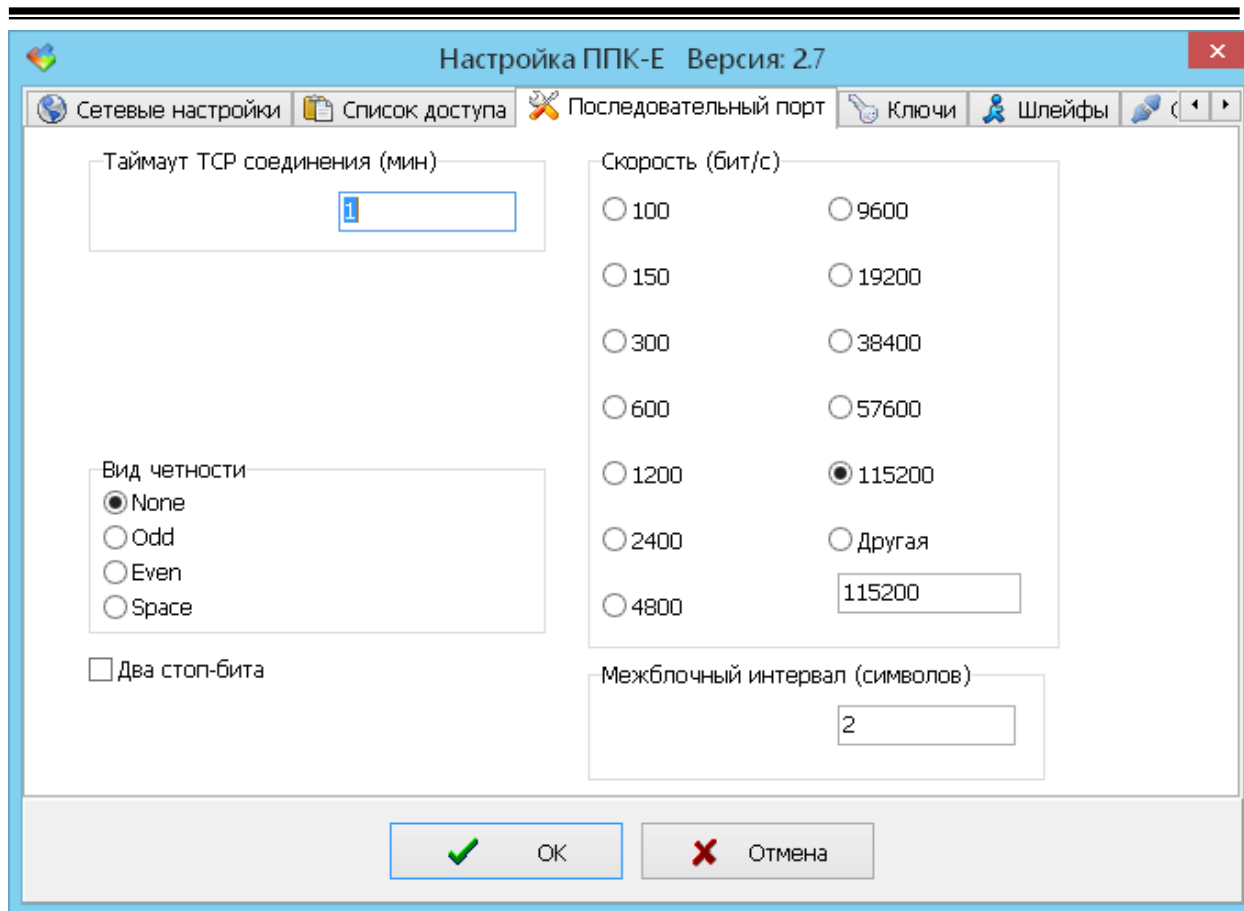 Настройка ППК-Е Версия: 2.7
Сетевые настройки
Список доступа
Последовательный порт
Ключи
Шлейфы
Таймаут TCP соединения (мин)
1
Вид четности
None
Odd
Even
Space
Два стоп-бита
Скорость (бит/с)
100
150
300
600
1200
2400
4800
9600
19200
38400
57600
115200
Другая
115200
Межблочный интервал (символов)
2
OK
Отмена